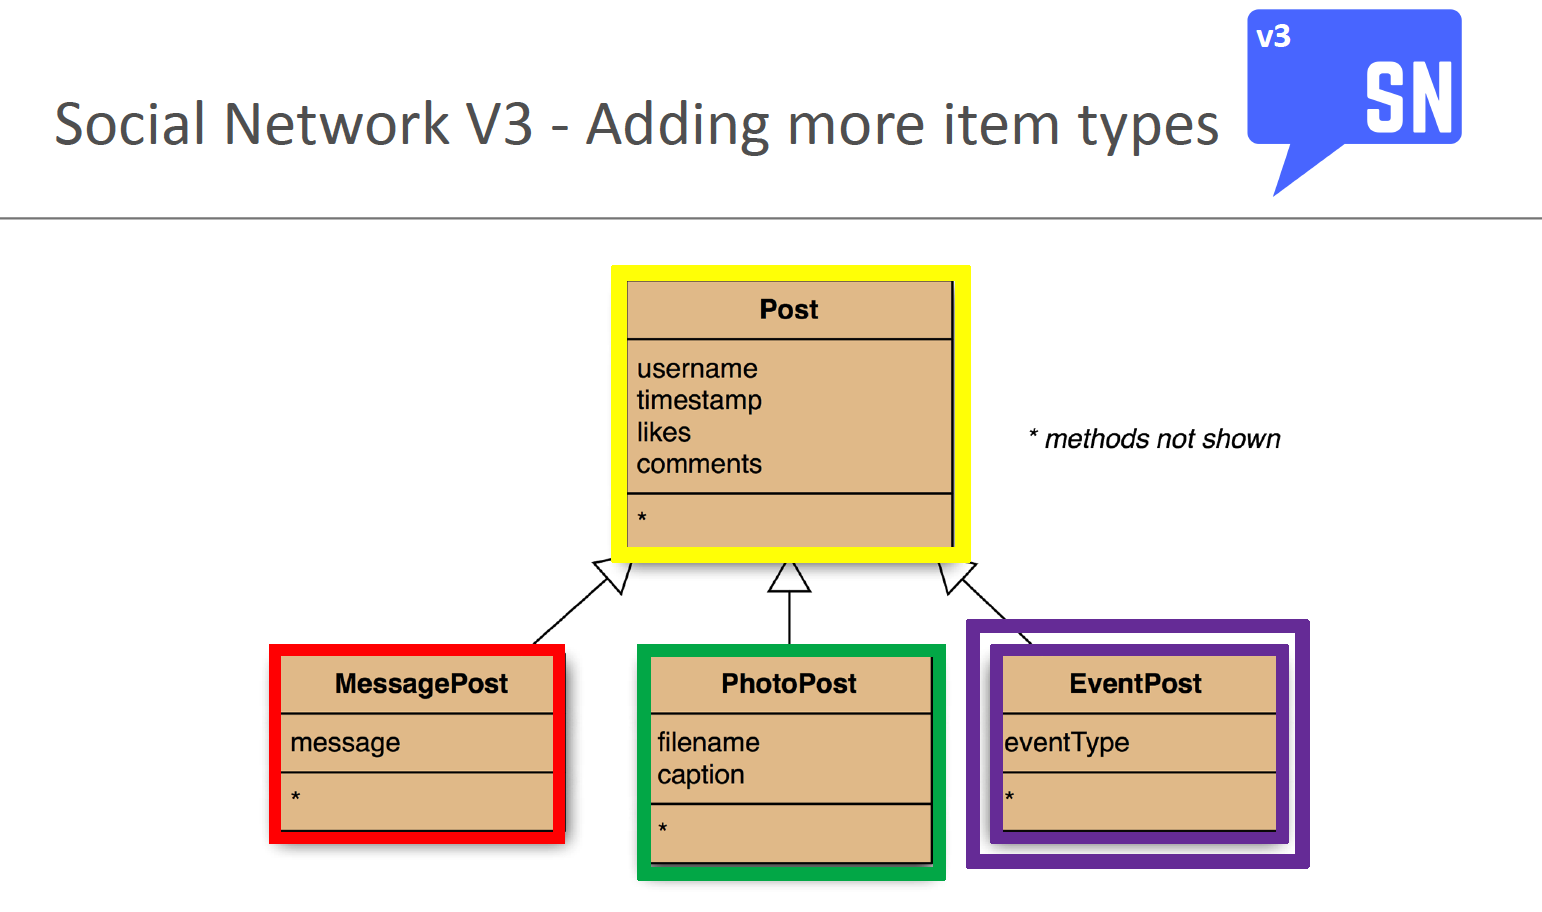 v3
SN
Social Network V3 - Adding more item types
Post
username
timestamp
likes
comments
*
* methods not shown
MessagePost
message
*
PhotoPost
filename
caption
*
EventPost
eventType
*